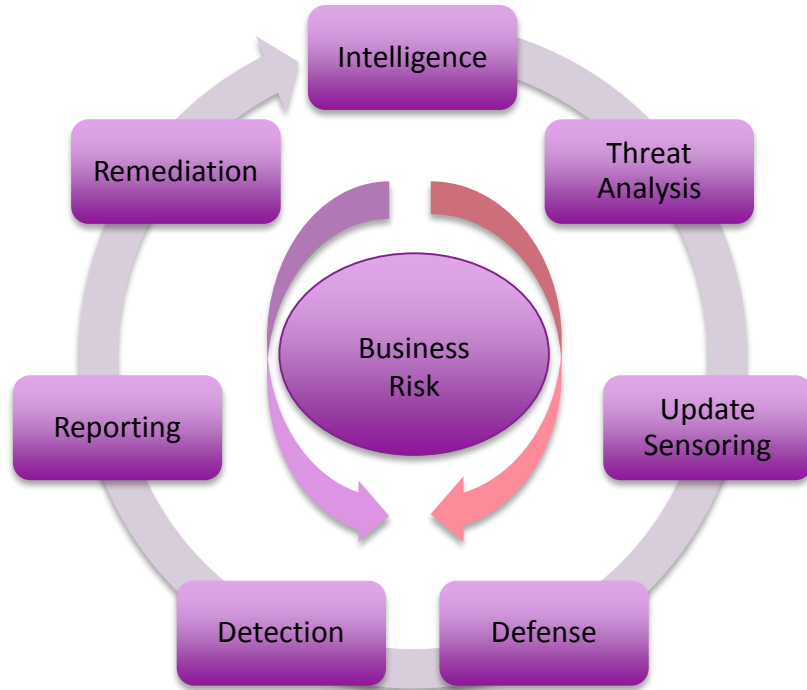 Intelligence
Threat
Analysis
Update
Sensoring
Defense
Detection
Reporting
Remediation
Business
Risk